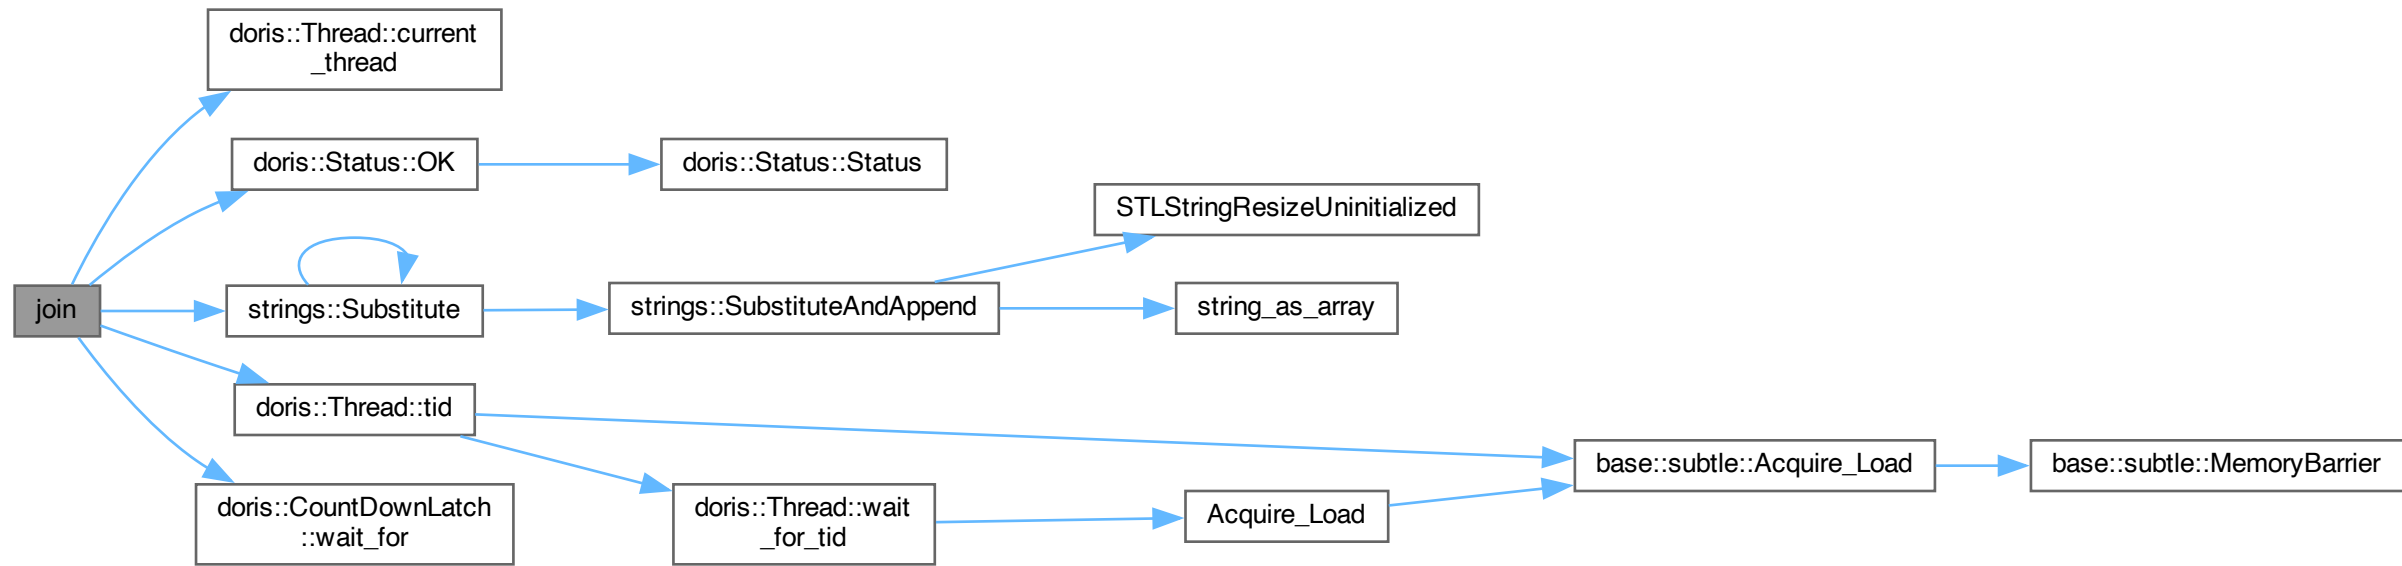 doris::Thread::current
_thread
doris::Status::OK
doris::Status::Status
STLStringResizeUninitialized
join
strings::Substitute
strings::SubstituteAndAppend
string_as_array
doris::Thread::tid
base::subtle::Acquire_Load
base::subtle::MemoryBarrier
doris::CountDownLatch
::wait_for
doris::Thread::wait
_for_tid
Acquire_Load